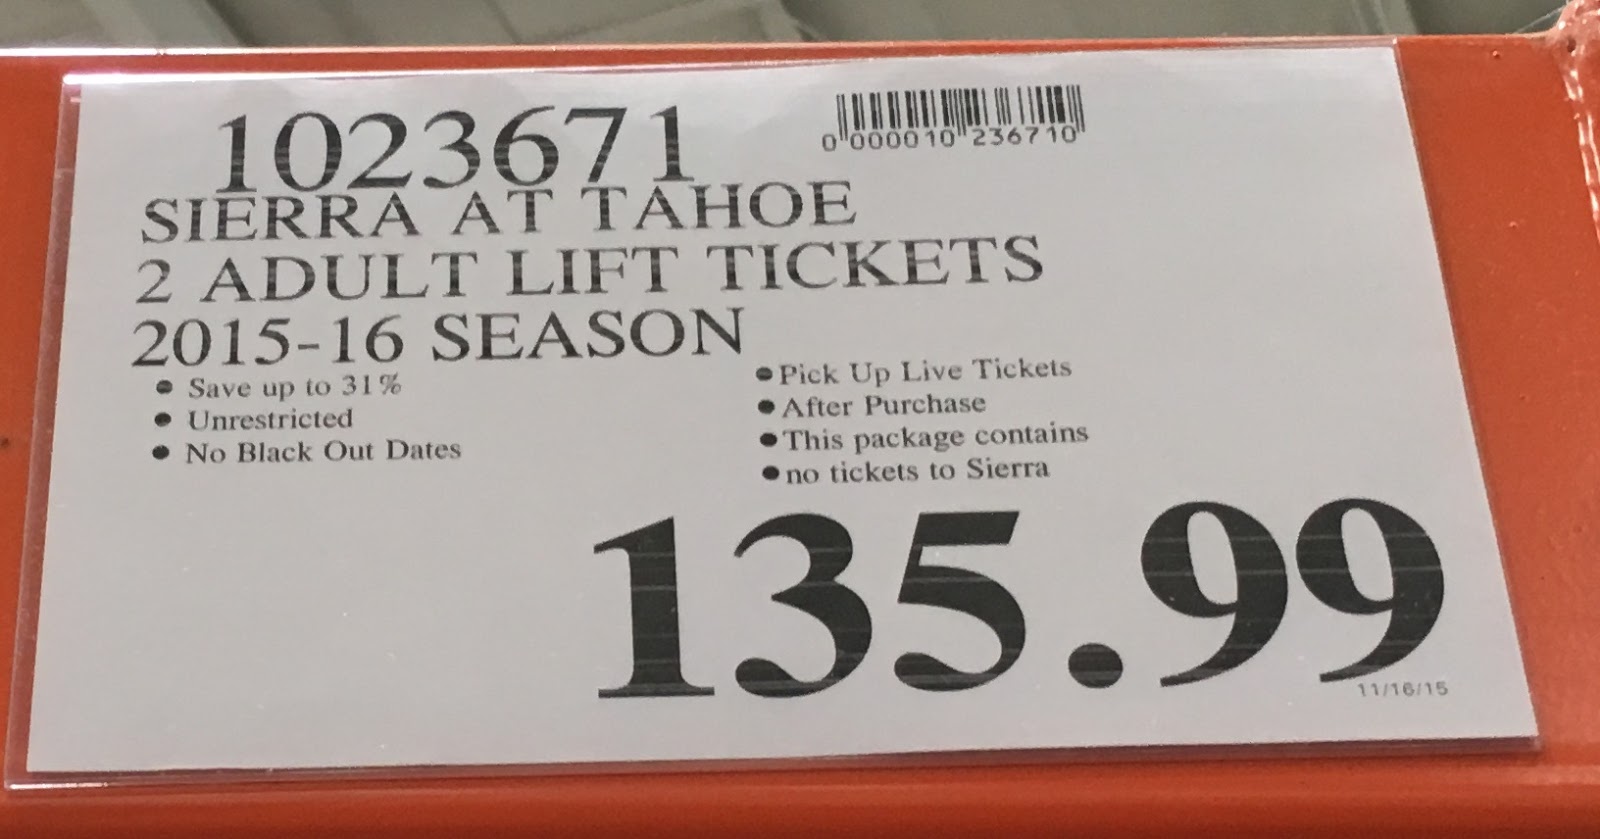 1023671
0 000010 236710
SIERRA AT TAHOE
2 ADULT LIFT TICKETS
2015-16 SEASON
• Save up to 31%
• Unrestricted
• No Black Out Dates
• Pick Up Live Tickets
• After Purchase
• This package contains
• no tickets to Sierra
135.99
11/16/15